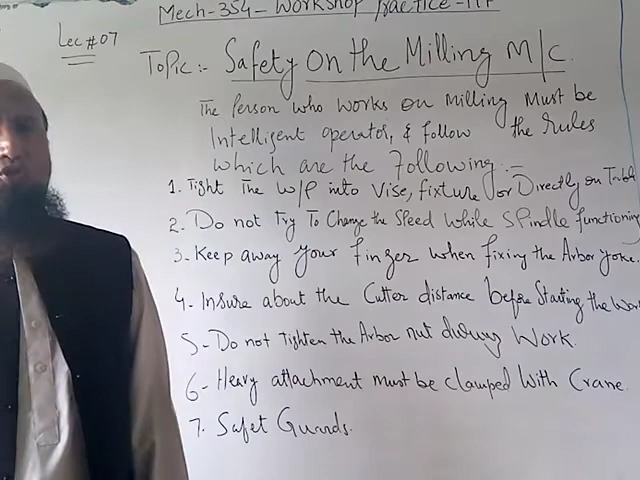 Mech-354-Workshop Practice-III
Lec#07
Topic:- Safety on the Milling M/C.
The Person who works on Milling Must be
Intelligent operator, & follow the rules
which are the Following:-
1. Tight The W/P into Vise, fixture or Directly on Table
2. Do not Try To Change the Speed While Spindle functioning
3. Keep away your finger when fixing the Arbor yoke.
4. Insure about the Cutter distance before Starting the Work
5-Do not Tighten the Arbor nut during Work.
6-Heavy attachment must be clamped With Crane.
7. Safet Guards.